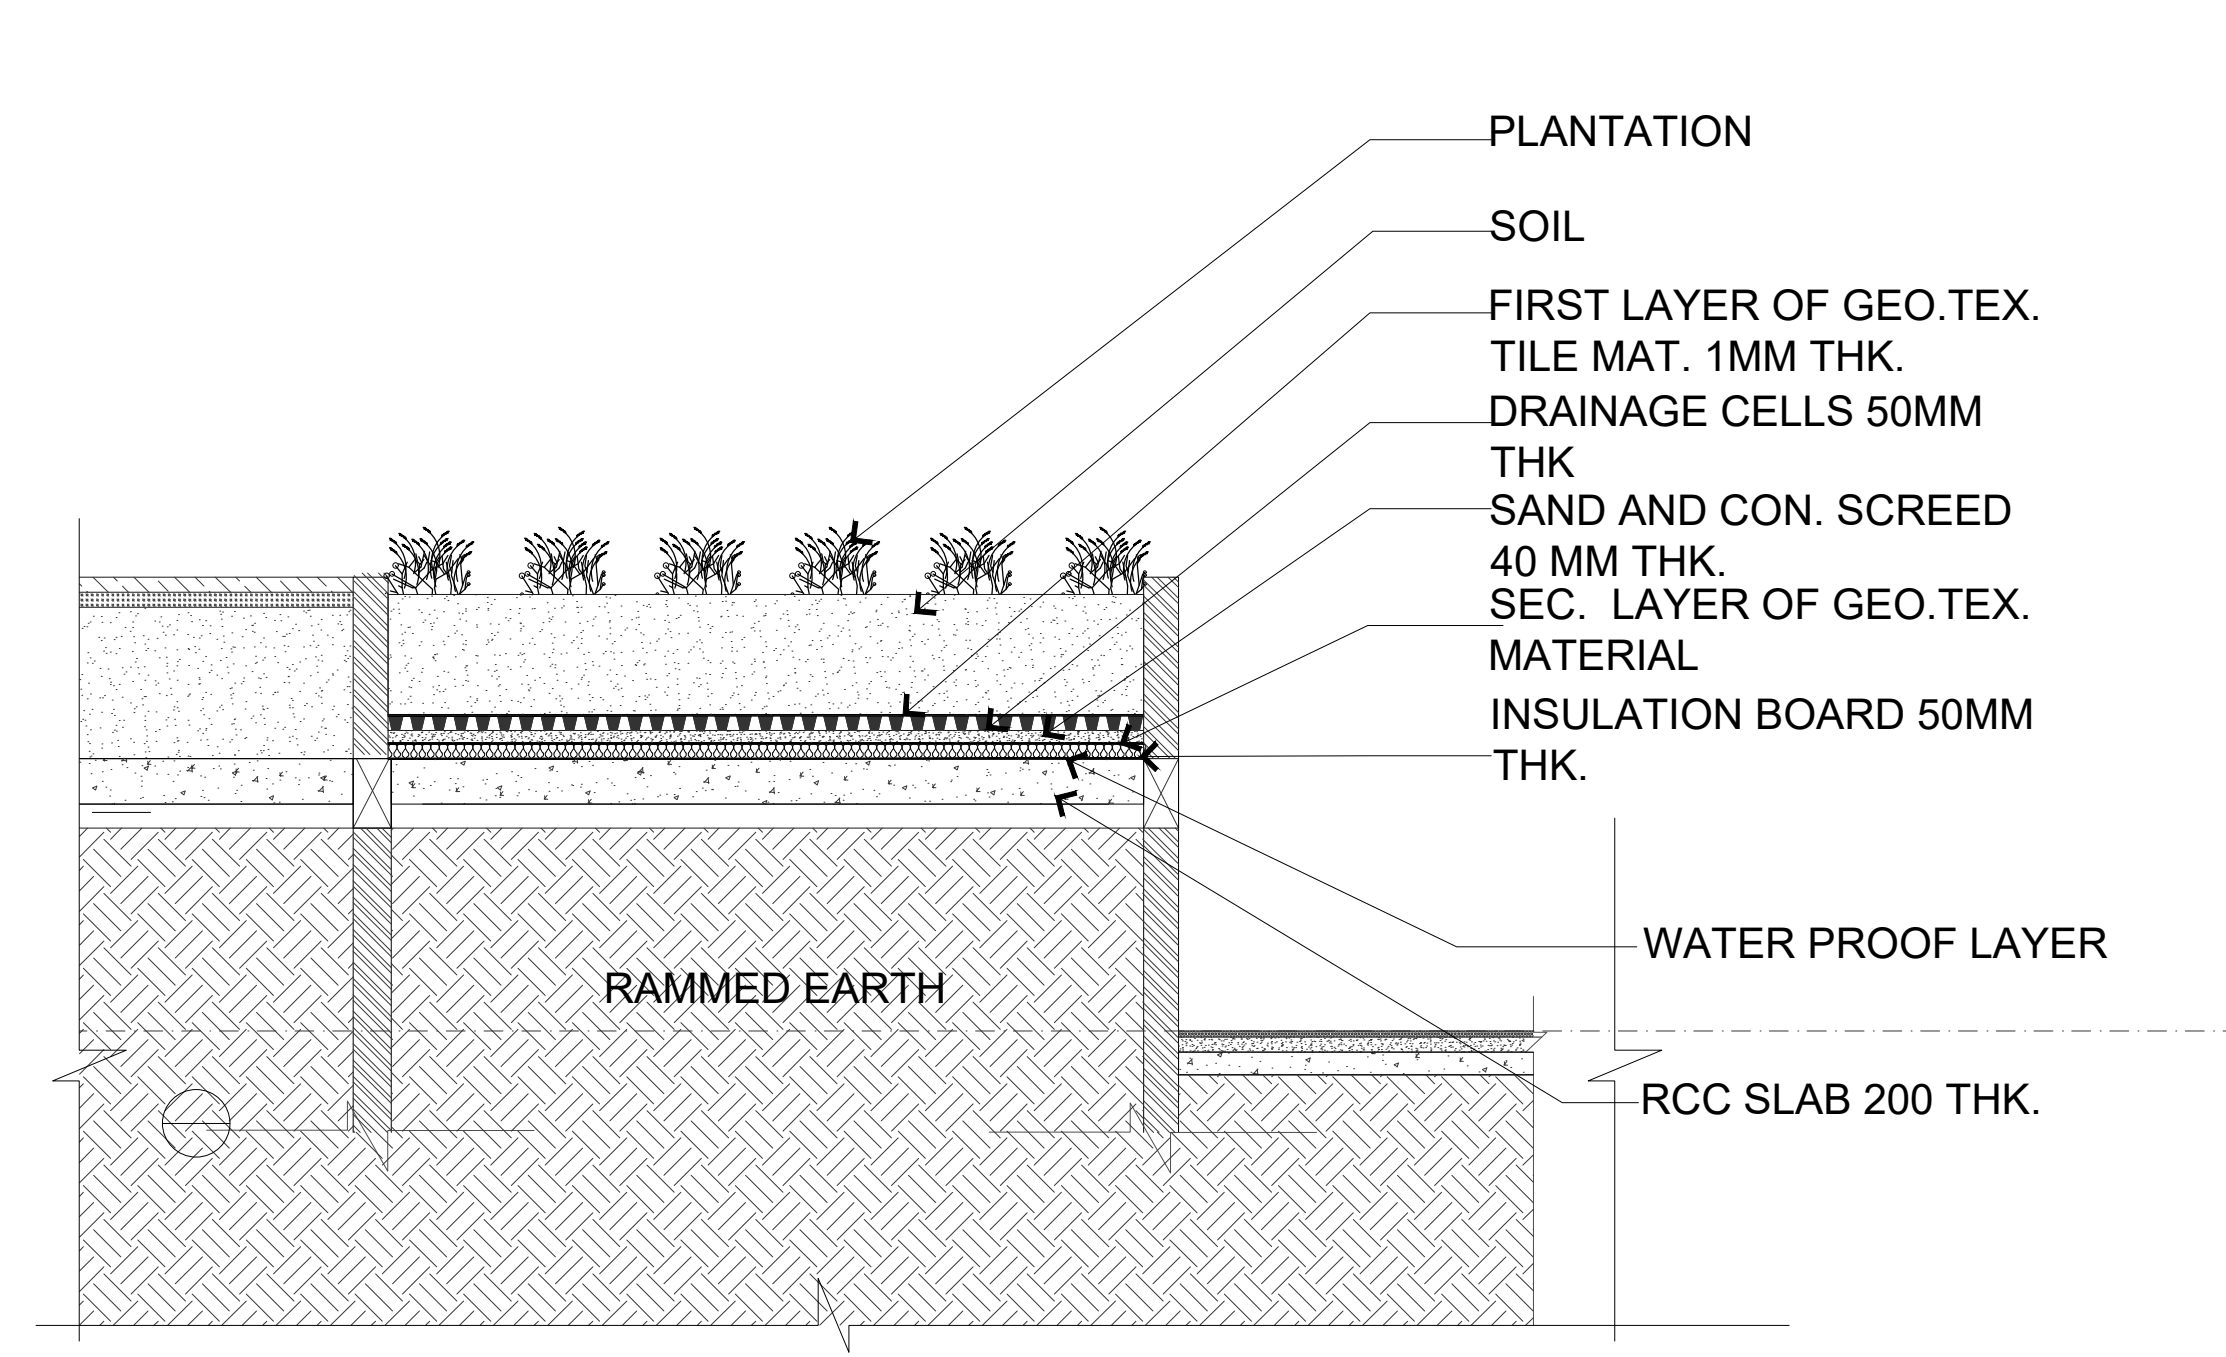 PLANTATION
SOIL
FIRST LAYER OF GEO.TEX.
TILE MAT. 1MM THK.
DRAINAGE CELLS 50MM
THK
SAND AND CON. SCREED
40 MM THK.
SEC. LAYER OF GEO.TEX.
MATERIAL
INSULATION BOARD 50MM
THK.
WATER PROOF LAYER
RAMMED EARTH
RCC SLAB 200 THK.